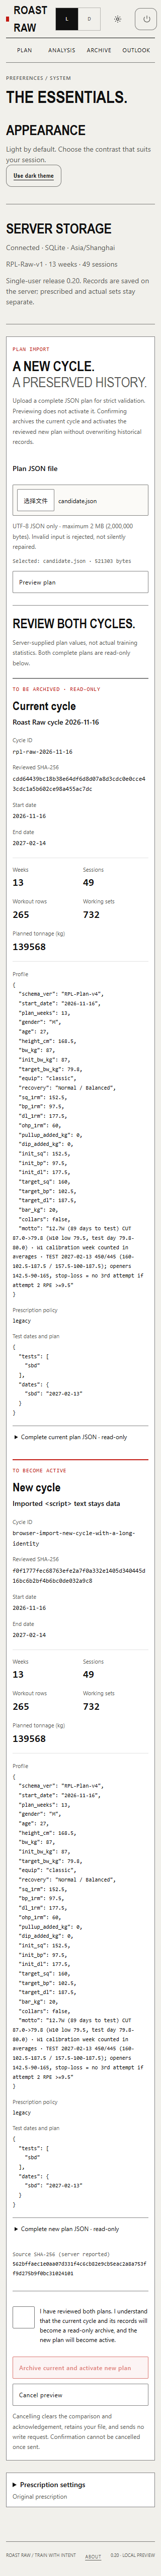 ROAST
RAW
L
D
PLAN
ANALYSIS
ARCHIVE
OUTLOOK
PREFERENCES / SYSTEM
THE ESSENTIALS.
APPEARANCE
Light by default. Choose the contrast that suits
your session.
Use dark theme
SERVER STORAGE
Connected · SQLite · Asia/Shanghai
RPL-Raw-v1 · 13 weeks · 49 sessions
Single-user release 0.20. Records are saved on
the server; prescribed and actual sets stay
separate.
PLAN IMPORT
A NEW CYCLE.
A PRESERVED HISTORY.
Upload a complete JSON plan for strict validation.
Previewing does not activate it. Confirming
archives the current cycle and activates the
reviewed new plan without overwriting historical
records.
Plan JSON file
选择文件
candidate.json
UTF-8 JSON only · maximum 2 MB (2,000,000
bytes). Invalid input is rejected, not silently
repaired.
Selected: candidate.json · 521303 bytes
Preview plan
REVIEW BOTH CYCLES.
Server-supplied plan values, not actual training
statistics. Both complete plans are read-only
below.
TO BE ARCHIVED · READ-ONLY
Current cycle
Roast Raw cycle 2026-11-16
Cycle ID
rpl-raw-2026-11-16
Reviewed SHA-256
Start date
2026-11-16
End date
2027-02-14
Weeks
Sessions
13
49
Workout rows
Working sets
265
732
Planned tonnage (kg)
139568
Profile
{
"schema_ver": "RPL-Plan-v4",
"start_date": "2026-11-16",
"plan_weeks": 13,
"gender": "M",
"age": 27,
"height_cm": 168.5,
"bw_kg": 87,
"init_bw_kg": 87,
"target_bw_kg": 79.8,
"equip": "classic",
"recovery": "Normal / Balanced",
"sq_1rm": 152.5,
"bp_1rm": 97.5,
"dl_1rm": 177.5,
"ohp_1rm": 60,
"pullup_added_kg": 0,
"dip_added_kg": 0,
"init_sq": 152.5,
"init_bp": 97.5,
"init_dl": 177.5,
"target_sq": 160,
"target_bp": 102.5,
"target_dl": 187.5,
"bar_kg": 20,
"collars": false,
"motto": "12.7W (89 days to test) CUT
87.0->79.8 (W10 low 79.5, test day 79.8-
80.0) · W1 calibration week counted in
averages · TEST 2027-02-13 450/445 (160-
102.5-187.5 / 157.5-100-187.5); openers
142.5-90-165, stop-loss = no 3rd attempt if
attempt 2 RPE >=9.5"
}
Prescription policy
legacy
Test dates and plan
{
"tests": [
"sbd"
],
"dates": {
"sbd": "2027-02-13"
}
}
▶ Complete current plan JSON · read-only
TO BECOME ACTIVE
New cycle
Imported <script> text stays data
Cycle ID
browser-import-new-cycle-with-a-long-
identity
Reviewed SHA-256
Start date
2026-11-16
End date
2027-02-14
Weeks
Sessions
13
49
Workout rows
Working sets
265
732
Planned tonnage (kg)
139568
Profile
{
"schema_ver": "RPL-Plan-v4",
"start_date": "2026-11-16",
"plan_weeks": 13,
"gender": "M",
"age": 27,
"height_cm": 168.5,
"bw_kg": 87,
"init_bw_kg": 87,
"target_bw_kg": 79.8,
"equip": "classic",
"recovery": "Normal / Balanced",
"sq_1rm": 152.5,
"bp_1rm": 97.5,
"dl_1rm": 177.5,
"ohp_1rm": 60,
"pullup_added_kg": 0,
"dip_added_kg": 0,
"init_sq": 152.5,
"init_bp": 97.5,
"init_dl": 177.5,
"target_sq": 160,
"target_bp": 102.5,
"target_dl": 187.5,
"bar_kg": 20,
"collars": false,
"motto": "12.7W (89 days to test) CUT
87.0->79.8 (W10 low 79.5, test day 79.8-
80.0) · W1 calibration week counted in
averages · TEST 2027-02-13 450/445 (160-
102.5-187.5 / 157.5-100-187.5); openers
142.5-90-165, stop-loss = no 3rd attempt if
attempt 2 RPE >=9.5"
}
Prescription policy
legacy
Test dates and plan
{
"tests": [
"sbd"
],
"dates": {
"sbd": "2027-02-13"
}
}
▶ Complete new plan JSON · read-only
Source SHA-256 (server reported)
I have reviewed both plans. I understand
that the current cycle and its records will
become a read-only archive, and the
new plan will become active.
Archive current and activate new plan
Cancel preview
Cancelling clears the comparison and
acknowledgement, retains your file, and sends no
write request. Confirmation cannot be cancelled
once sent.
▶ Prescription settings
Original prescription
ROAST RAW / TRAIN WITH INTENT
ABOUT
0.20 · LOCAL PREVIEW